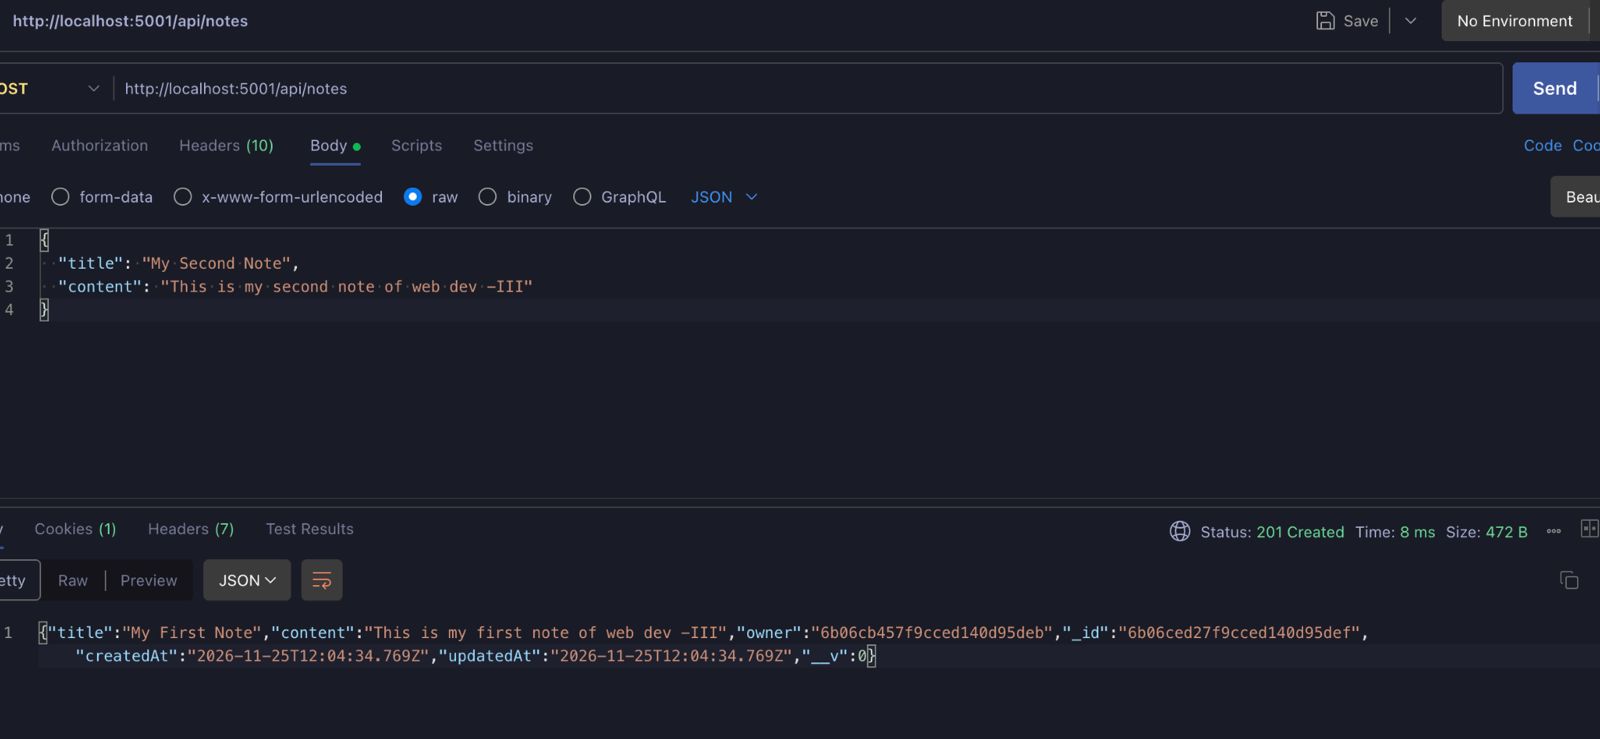 http://localhost:5001/api/notes
Save
No Environment
OST
http://localhost:5001/api/notes
Send
ms
Authorization
Headers (10)
Body
Scripts
Settings
Code
Coo
none
form-data
x-www-form-urlencoded
raw
binary
GraphQL
JSON
Beau
1 {
2 "title": "My Second Note",
3 "content": "This is my second note of web dev -III"
4 }
y
Cookies (1)
Headers (7)
Test Results
Status: 201 Created Time: 8 ms Size: 472 B
etty
Raw
Preview
JSON
1 {"title":"My First Note","content":"This is my first note of web dev -III","owner":"6b06cb457f9cced140d95deb","_id":"6b06ced27f9cced140d95def",
"createdAt":"2026-11-25T12:04:34.769Z","updatedAt":"2026-11-25T12:04:34.769Z","__v":0}